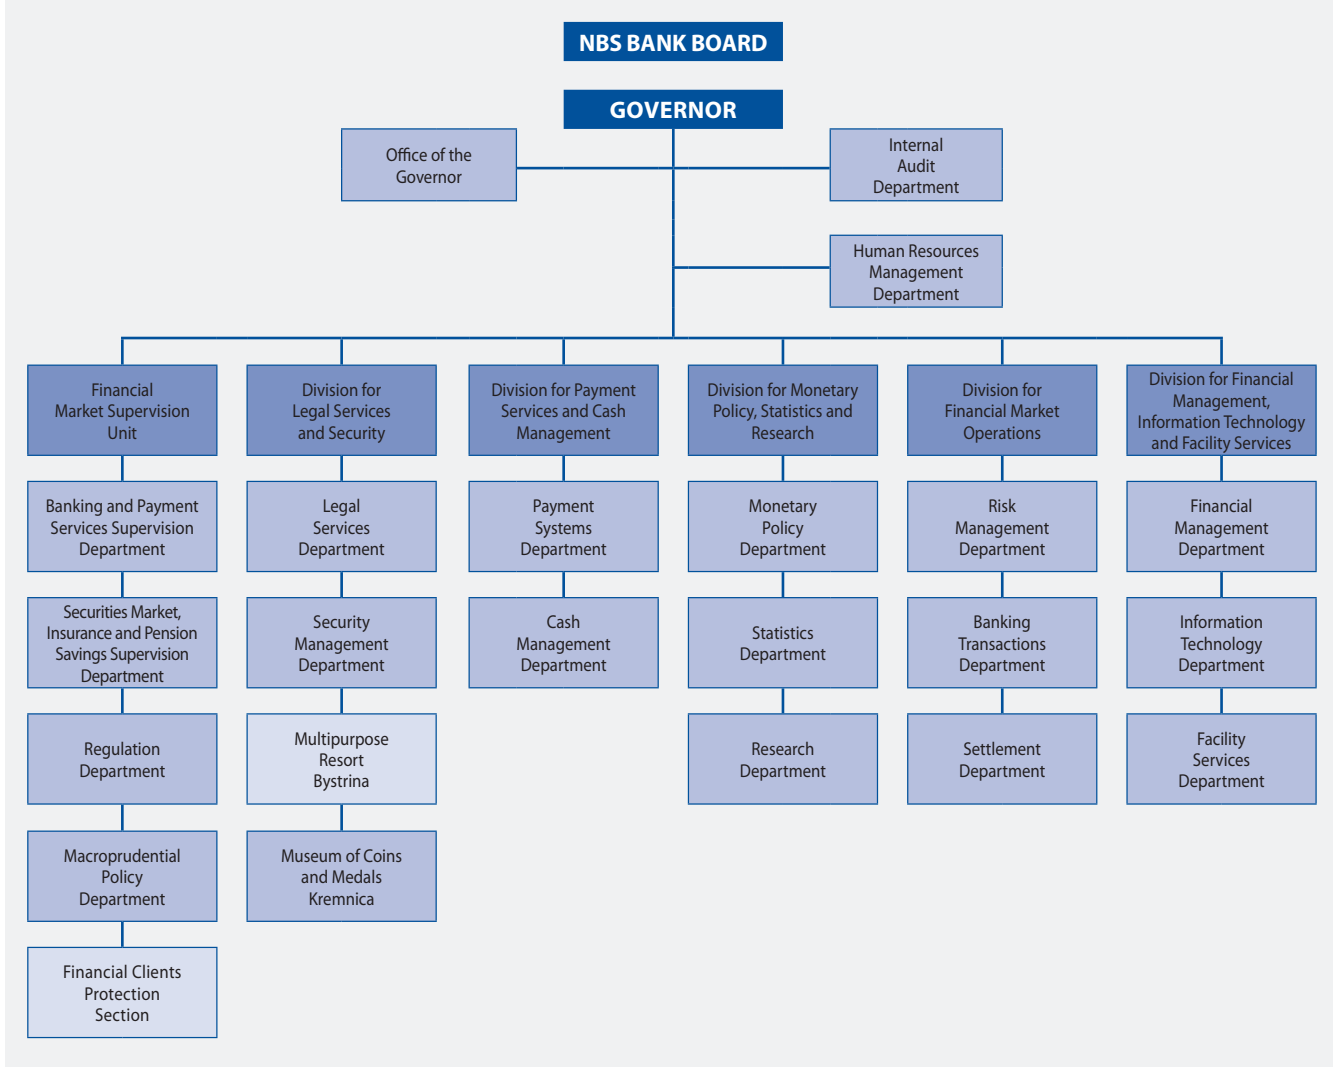 NBS BANK BOARD
GOVERNOR
Office of the
Governor
Internal
Audit
Department
Human Resources
Management
Department
Financial
Market Supervision
Unit
Division for
Legal Services
and Security
Division for Payment
Services and Cash
Management
Division for Monetary
Policy, Statistics and
Research
Division for
Financial Market
Operations
Division for Financial
Management,
Information Technology
and Facility Services
Banking and Payment
Services Supervision
Department
Legal
Services
Department
Payment
Systems
Department
Monetary
Policy
Department
Risk
Management
Department
Financial
Management
Department
Securities Market,
Insurance and Pension
Savings Supervision
Department
Security
Management
Department
Cash
Management
Department
Statistics
Department
Banking
Transactions
Department
Information
Technology
Department
Regulation
Department
Multipurpose
Resort
Bystrina
Research
Department
Settlement
Department
Facility
Services
Department
Macroprudential
Policy
Department
Museum of Coins
and Medals
Kremnica
Financial Clients
Protection
Section